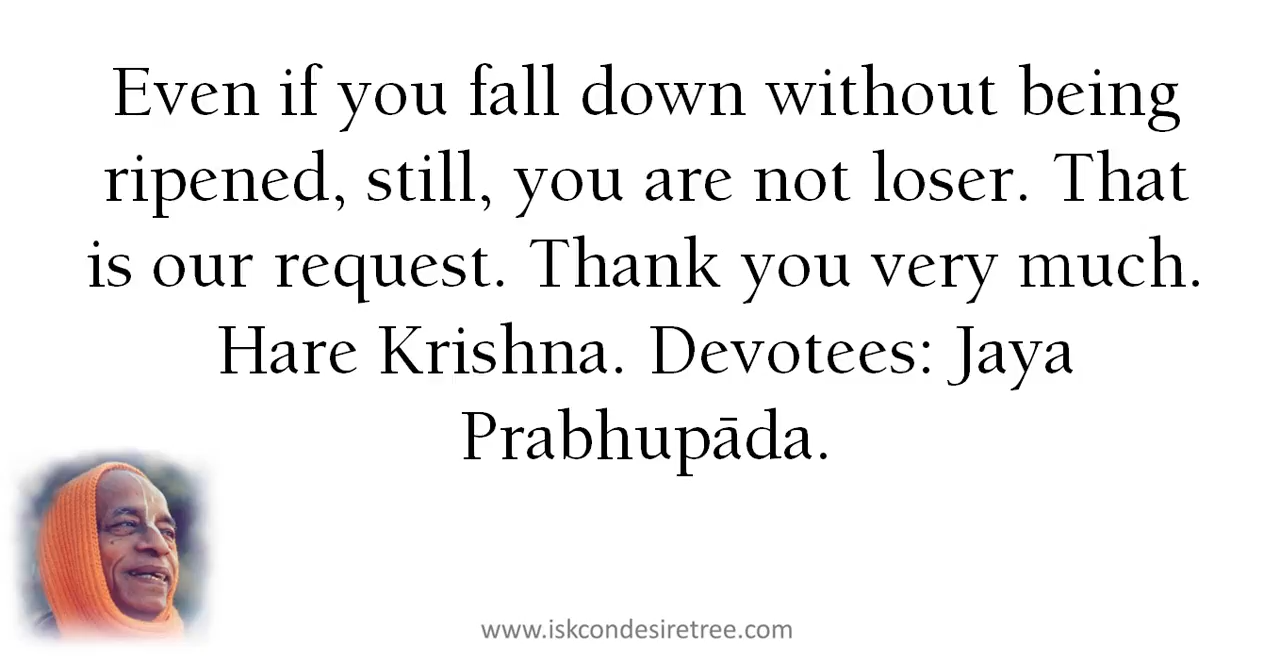 Even if you fall down without being
ripened, still, you are not loser. That
is our request. Thank you very much.
Hare Krishna. Devotees: Jaya
Prabhupāda.
www.iskcondesiretree.com